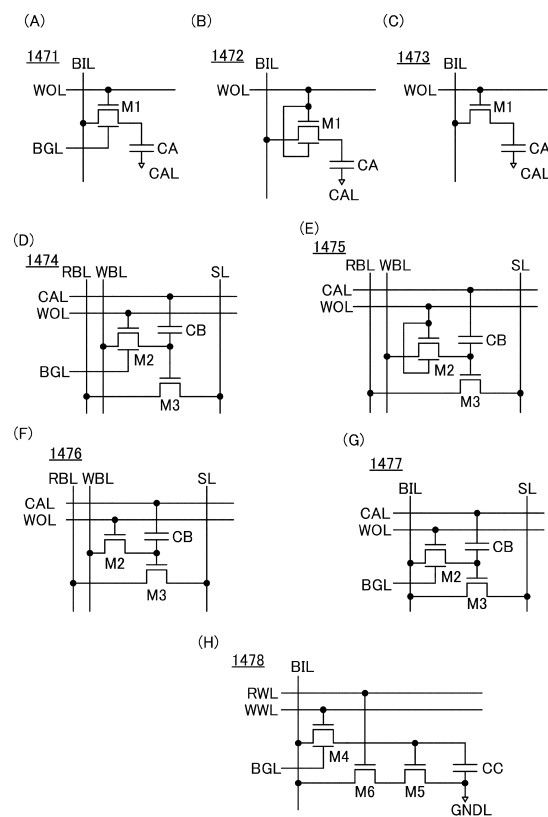 (A)
1471
BIL
WOL
M1
BGL
CA
CAL
(B)
1472
BIL
WOL
M1
CA
CAL
(C)
1473
BIL
WOL
M1
CA
CAL
(D)
1474
RBL WBL SL
CAL
WOL
CB
M2
BGL
M3
(E)
1475
RBL WBL SL
CAL
WOL
CB
M2
M3
(F)
1476
RBL WBL SL
CAL
WOL
CB
M2
M3
(G)
1477
BIL SL
CAL
WOL
CB
M2
BGL
M3
(H)
1478
BIL
RWL
WWL
M4
BGL
CC
M6 M5
GNDL